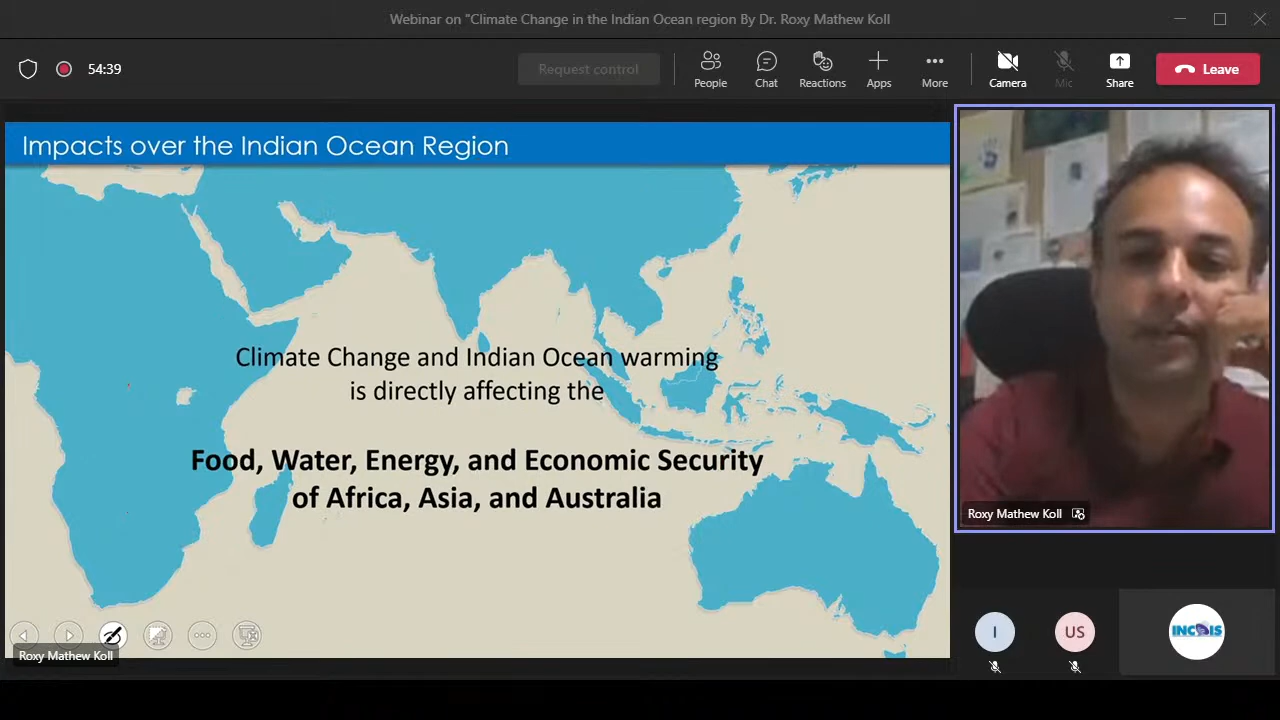 Webinar on "Climate Change in the Indian Ocean region By Dr. Roxy Mathew Koll
54:39
Request control
People
Chat
Reactions
Apps
More
Camera
Mic
Share
Leave
Impacts over the Indian Ocean Region
Climate Change and Indian Ocean warming
is directly affecting the
Food, Water, Energy, and Economic Security
of Africa, Asia, and Australia
Roxy Mathew Koll
Roxy Mathew Koll
I
US
INCOIS